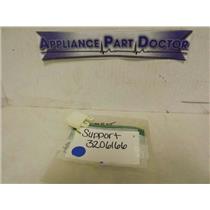 APPLIANCE PART DOCTOR
Support
3206166